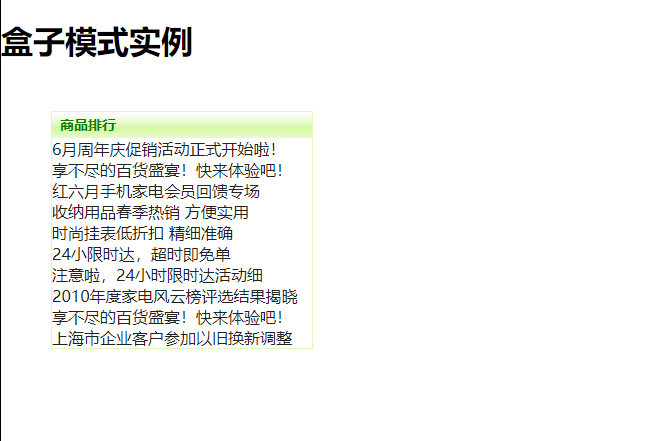 盒子模式实例
商品排行
6月周年庆促销活动正式开始啦！
享不尽的百货盛宴！快来体验吧！
红六月手机家电会员回馈专场
收纳用品春季热销 方便实用
时尚挂表低折扣 精细准确
24小限时达，超时即免单
注意啦，24小时限时达活动细
2010年度家电风云榜评选结果揭晓
享不尽的百货盛宴！快来体验吧！
上海市企业客户参加以旧换新调整